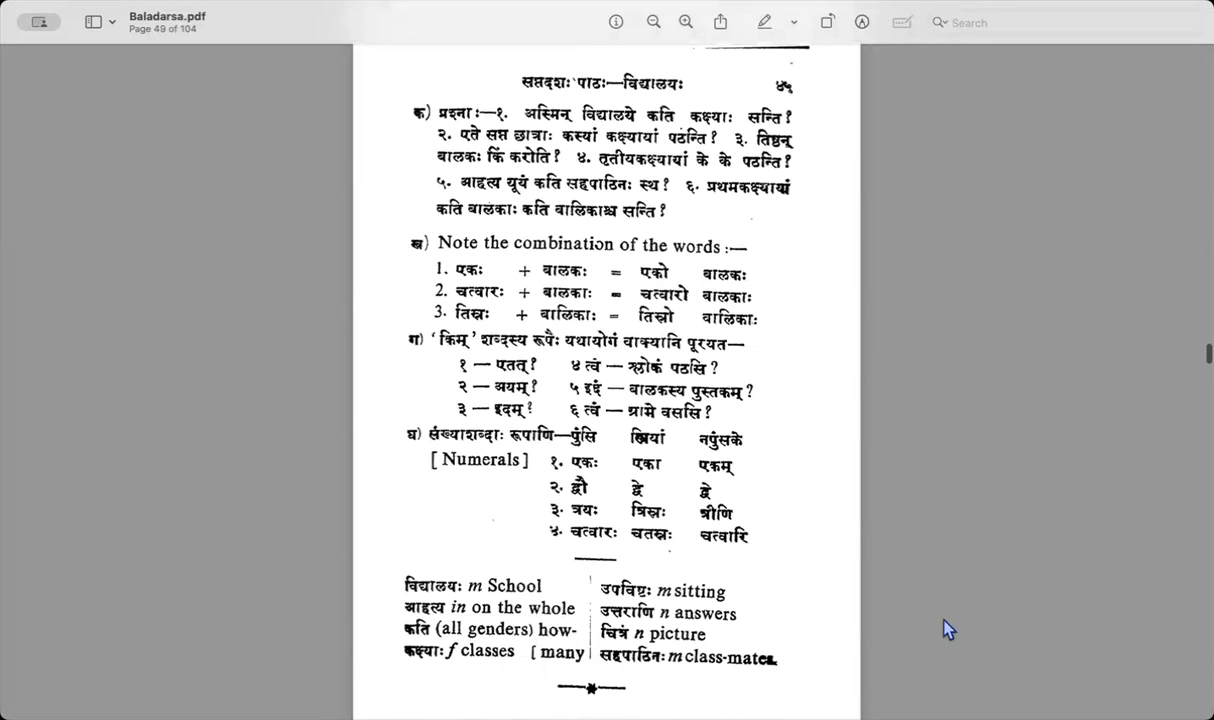 Baladarsa.pdf
Page 49 of 104
Search
सप्तदशः पाठः—विद्यालयः ४५
क) प्रश्नाः—१. अस्मिन् विद्यालये कति कक्ष्याः सन्ति?
२. एते सप्त छात्राः कस्यां कक्ष्यायां पठन्ति? ३. तिष्ठन्
बालकः किं करोति? ४. तृतीयकक्ष्यायां के के पठन्ति?
५. आहत्य यूयं कति सहपाठिनः स्थ? ६. प्रथमकक्ष्यायां
कति बालकाः कति बालिकाश्च सन्ति?
ख) Note the combination of the words :—
1. एकः + बालकः = एको बालकः
2. चत्वारः + बालकाः = चत्वारो बालकाः
3. तिस्रः + बालिकाः = तिस्रो बालिकाः
ग) 'किम्' शब्दस्य रूपैः यथायोगं वाक्यानि पूरयत—
१ — एतत्? ४ त्वं — श्लोकं पठसि?
२ — अयम्? ५ इदं — बालकस्य पुस्तकम्?
३ — इदम्? ६ त्वं — ग्रामे वससि?
घ) संख्याशब्दाः रूपाणि—पुंसि स्त्रियां नपुंसके
[ Numerals ] १. एकः एका एकम्
२. द्वौ द्वे द्वे
३. त्रयः त्रिस्रः त्रीणि
४. चत्वारः चतस्रः चत्वारि
विद्यालयः m School
आहत्य in on the whole
कति (all genders) how-
कक्ष्याः f classes [ many
उपविष्टः m sitting
उत्तराणि n answers
चित्रं n picture
सहपाठिनः m class-mates